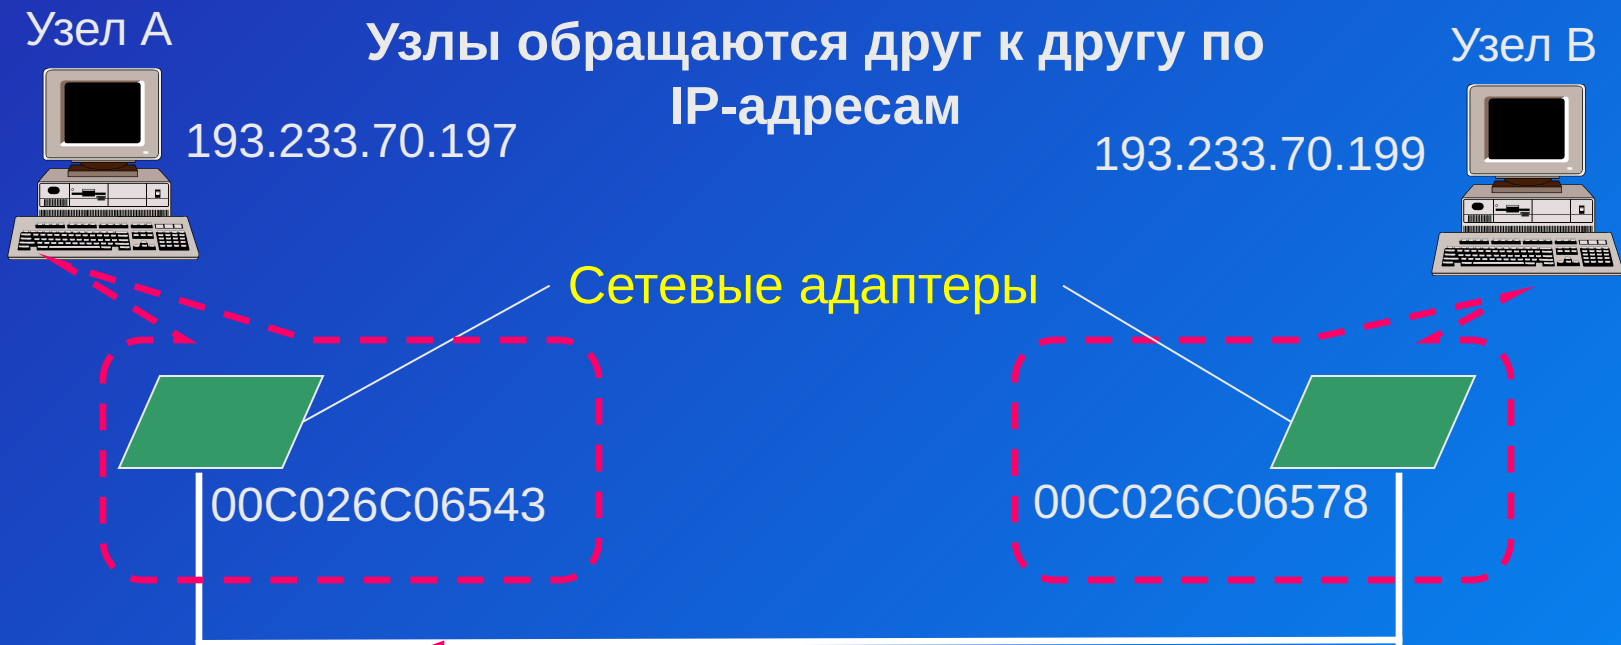 Узел А
Узлы обращаются друг к другу по
IP-адресам
Узел В
193.233.70.197
193.233.70.199
Сетевые адаптеры
00C026C06543
00C026C06578